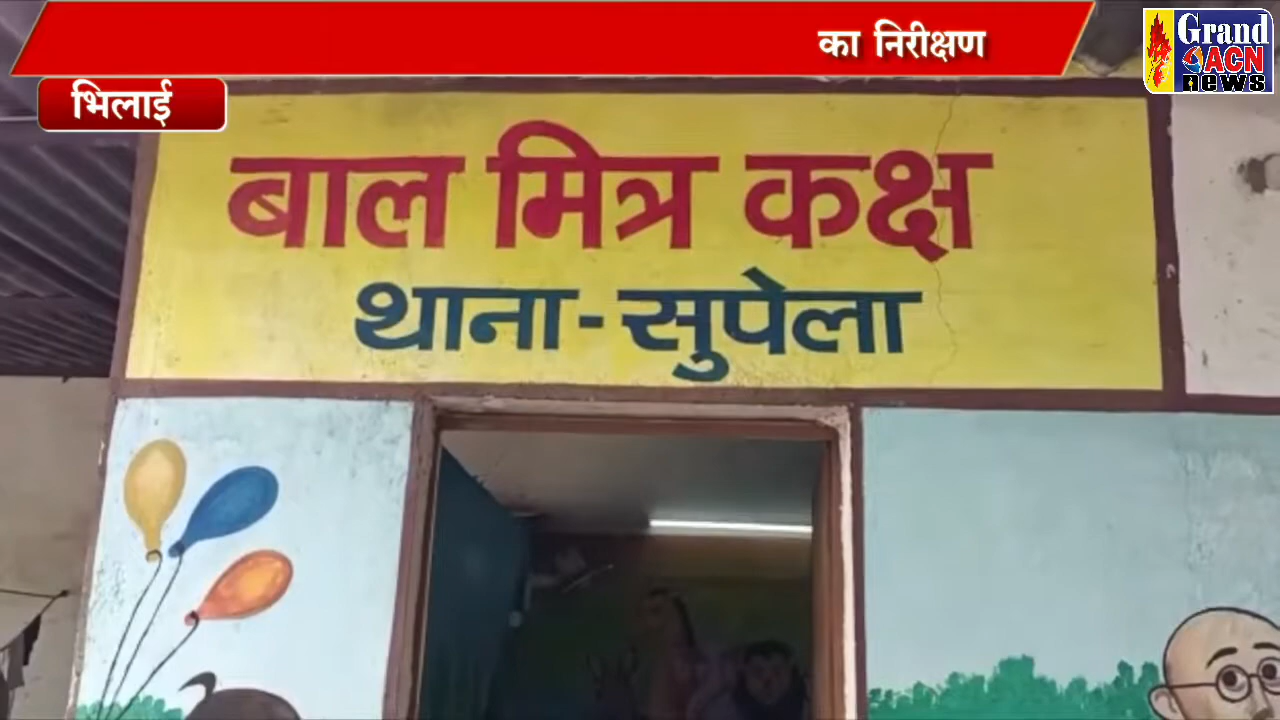 का निरीक्षण
Grand
ACN
news
भिलाई
बाल मित्र कक्ष
थाना-सुपेला